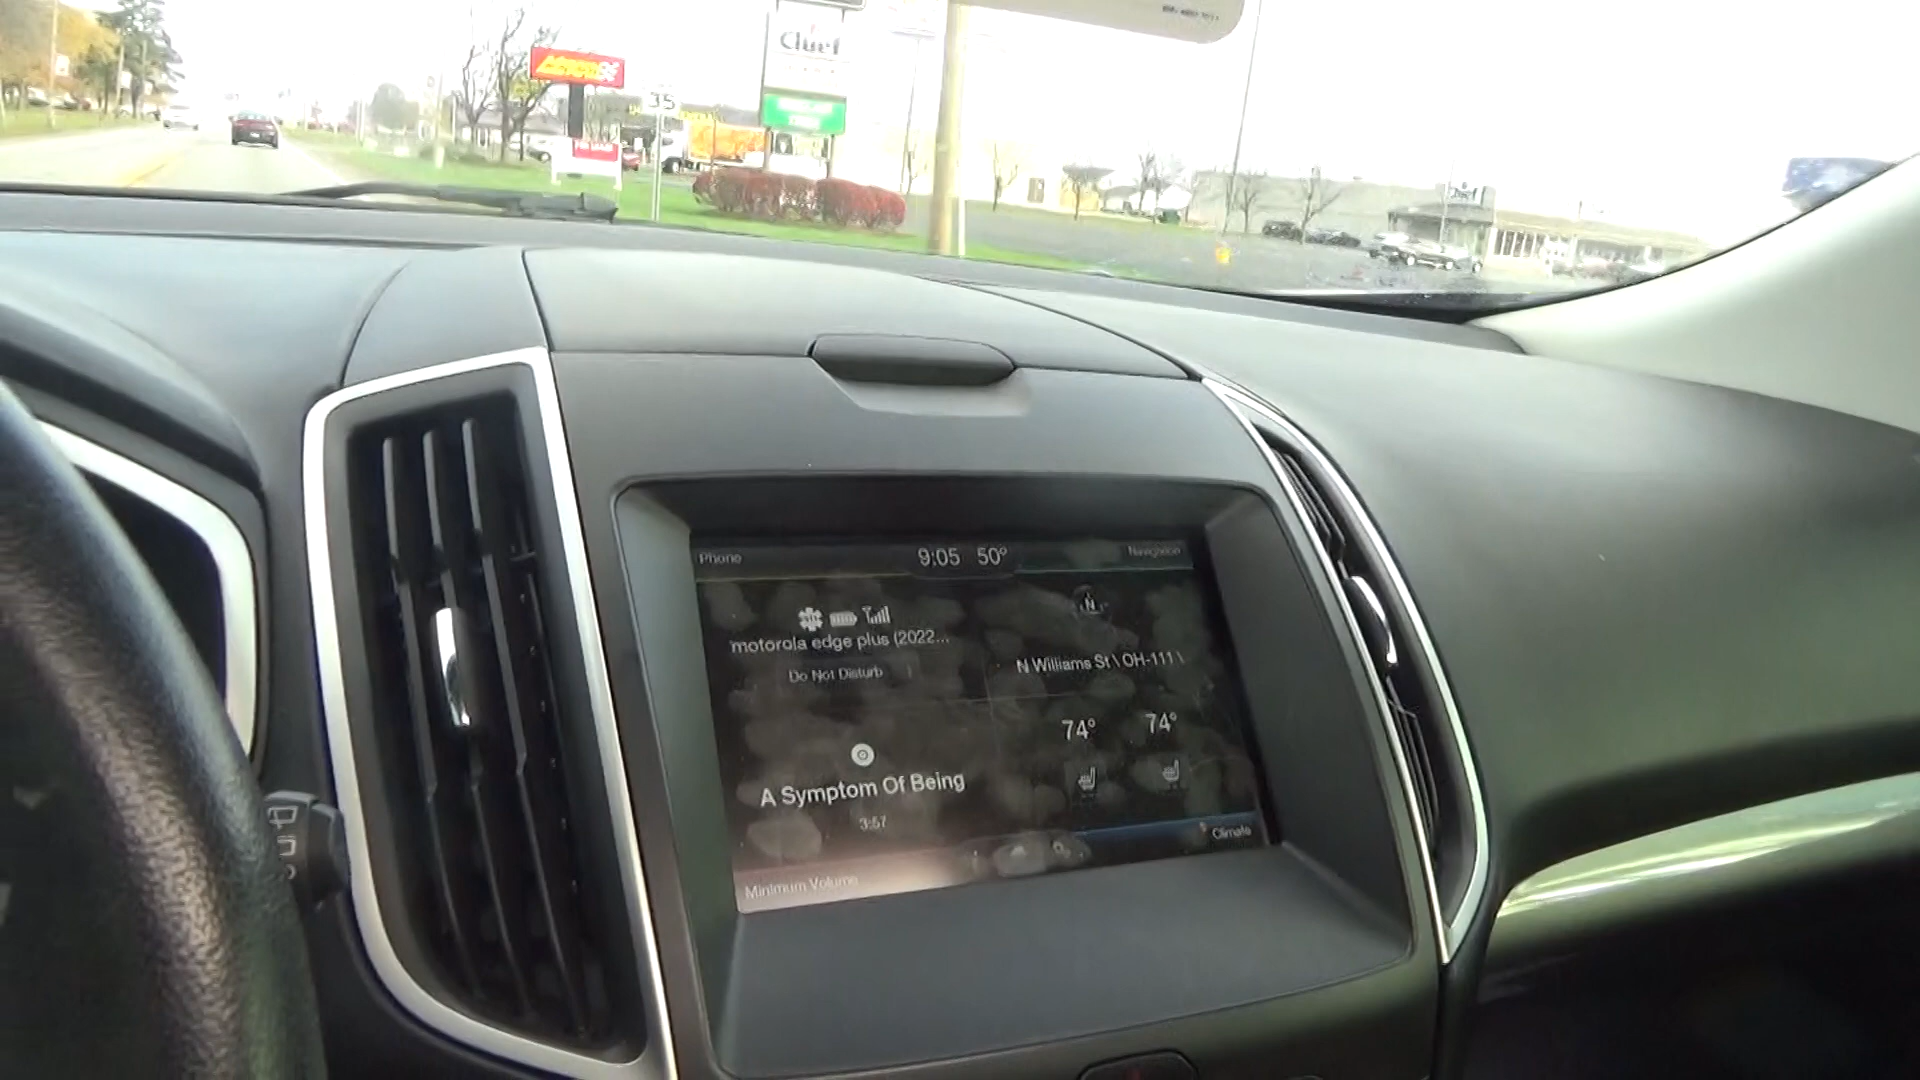 35
Phone
9:05 50°
Navigation
motorola edge plus (2022...
Do Not Disturb
N
N Williams St \ OH-111 \
74° 74°
A Symptom Of Being
3:57
Climate
Minimum Volume